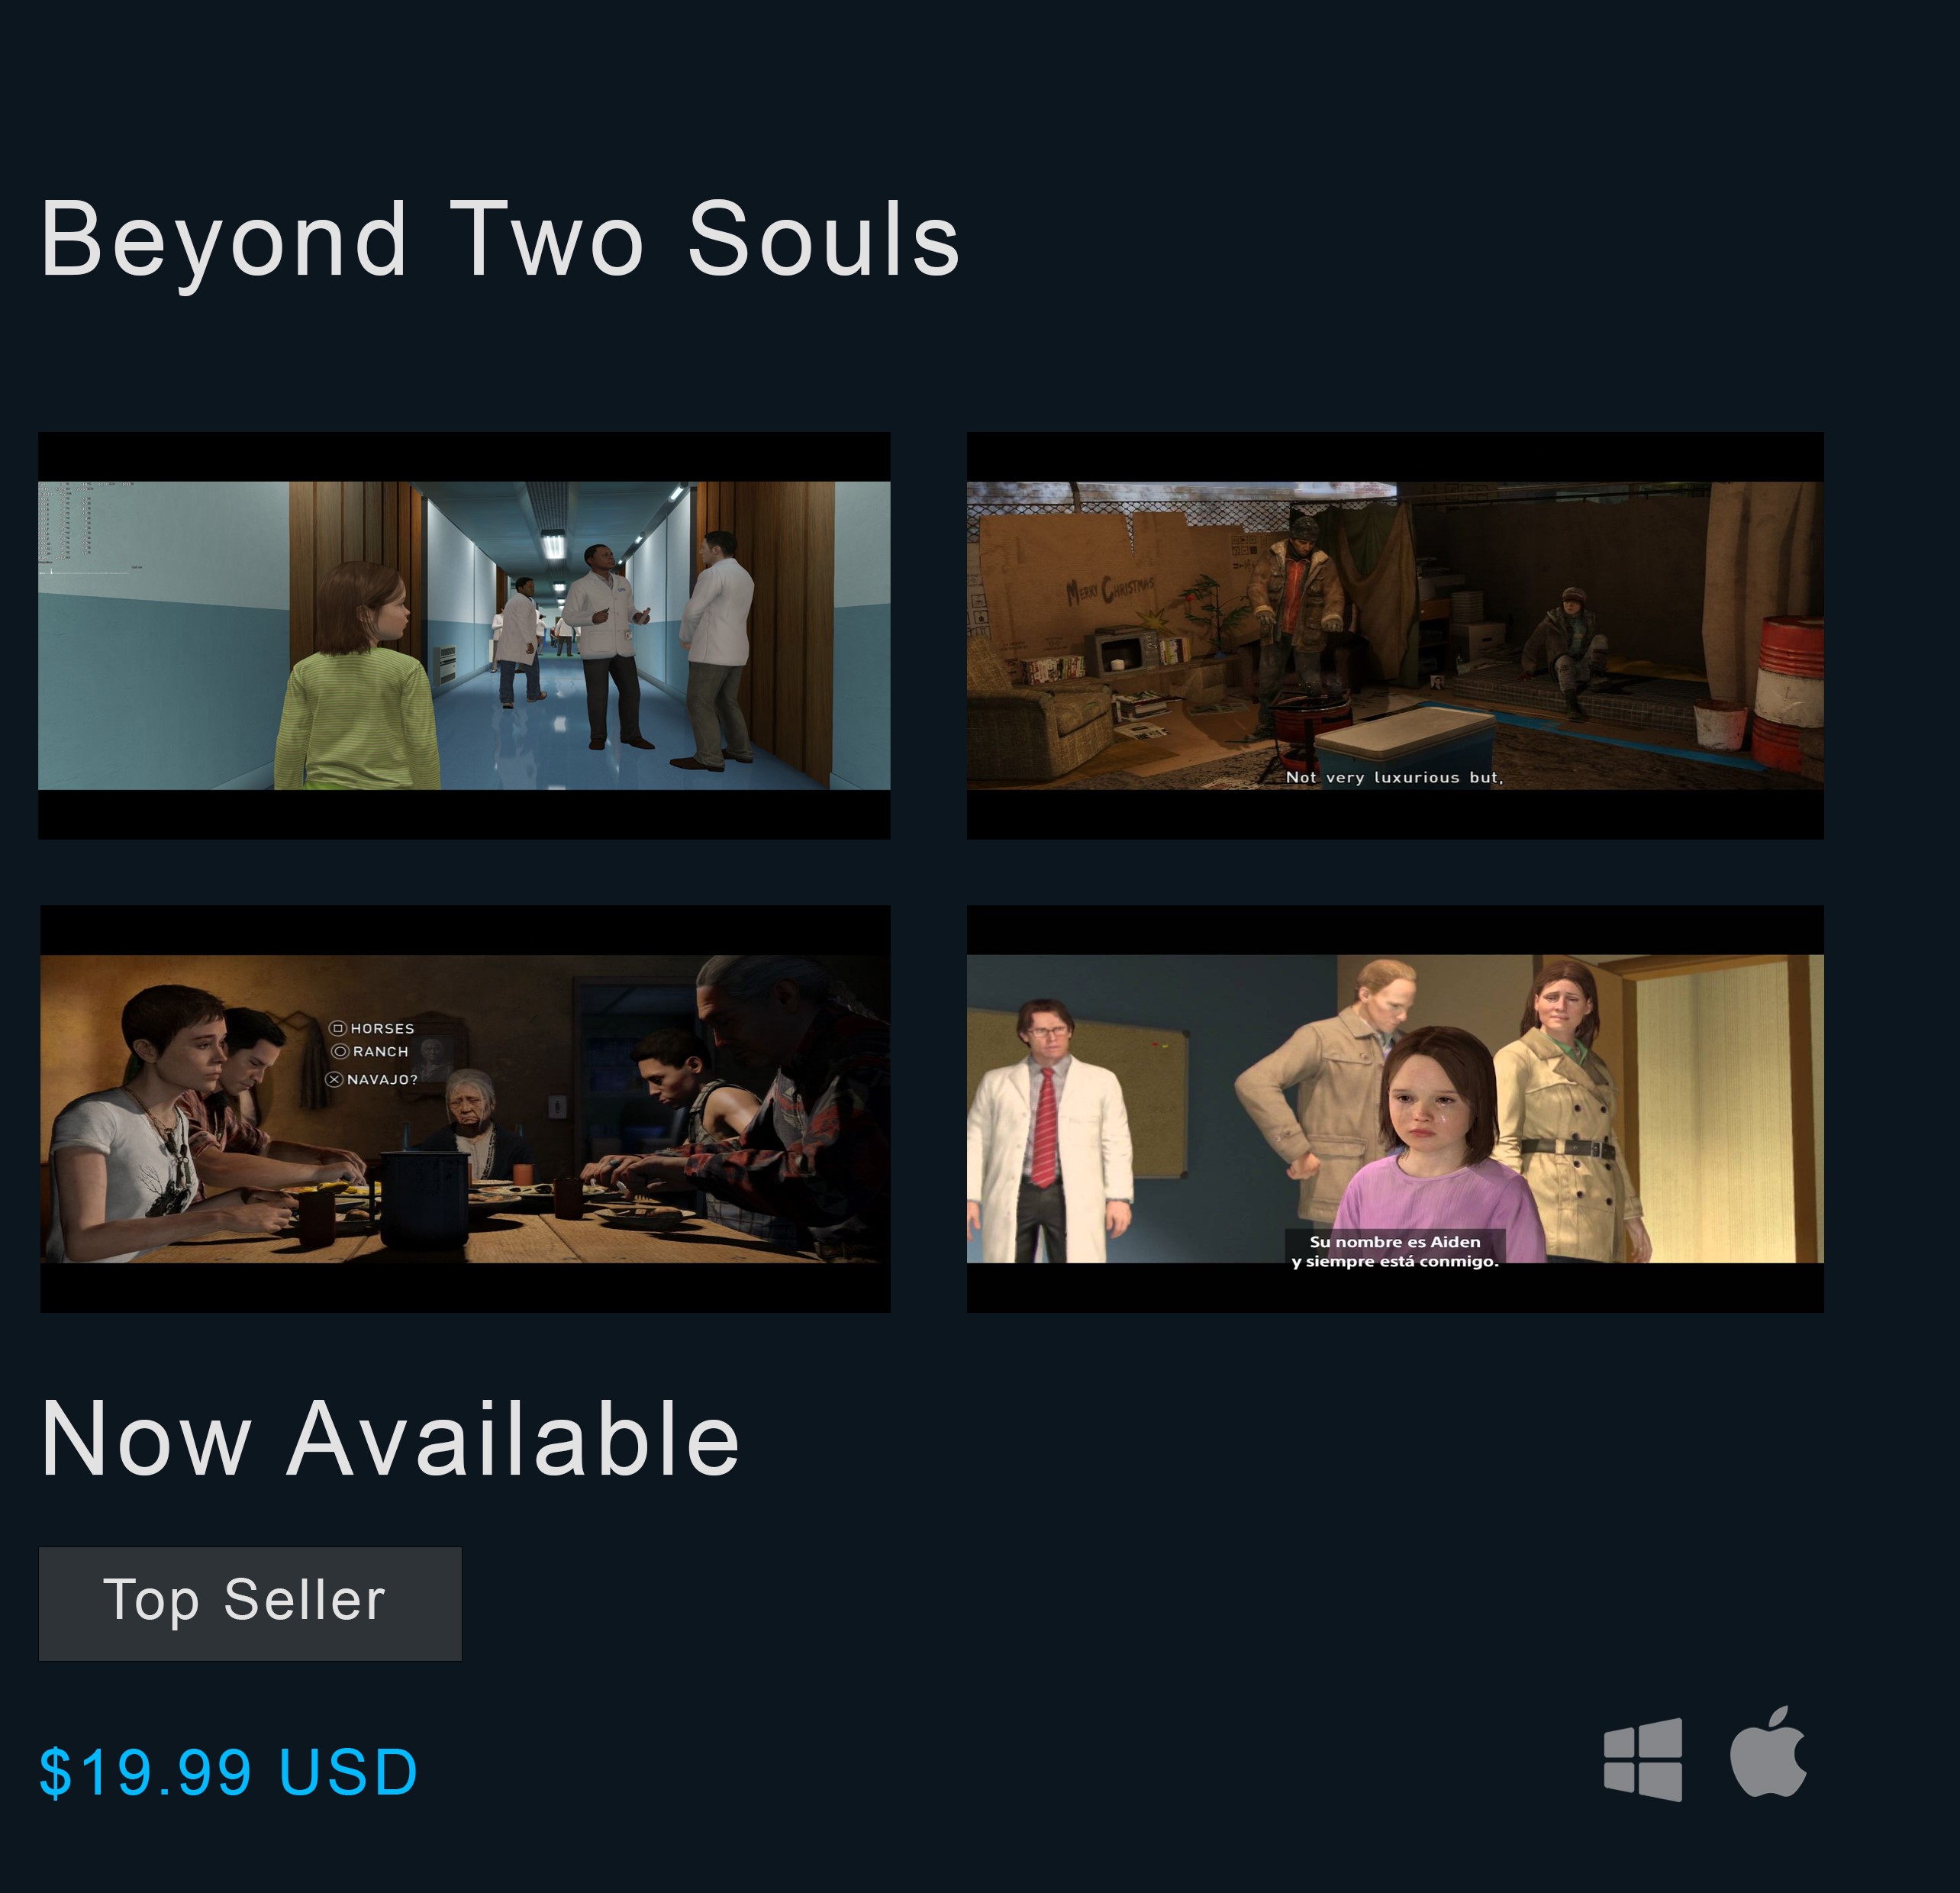 Beyond Two Souls
MERRY CHRISTMAS
Not very luxurious but,
HORSES
RANCH
NAVAJO?
Su nombre es Aiden
y siempre está conmigo.
Now Available
Top Seller
$19.99 USD